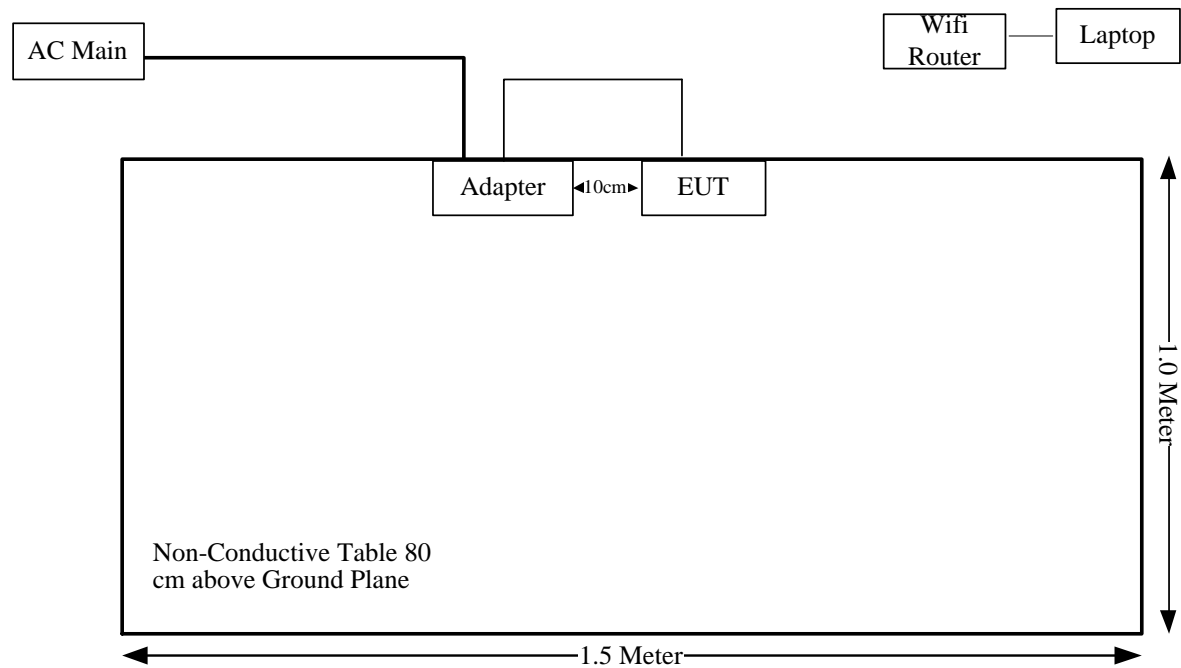 AC Main
Wifi
Router
Laptop
Adapter
10cm
EUT
1.0 Meter
Non-Conductive Table 80
cm above Ground Plane
1.5 Meter